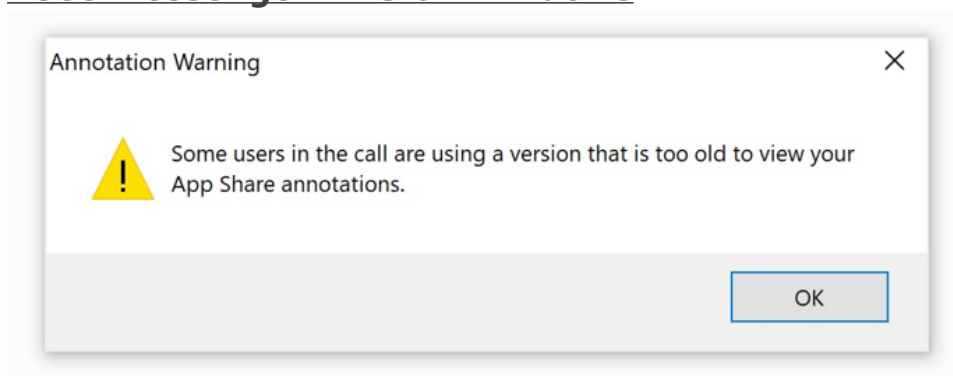 Annotation Warning
Some users in the call are using a version that is too old to view your
App Share annotations.
OK